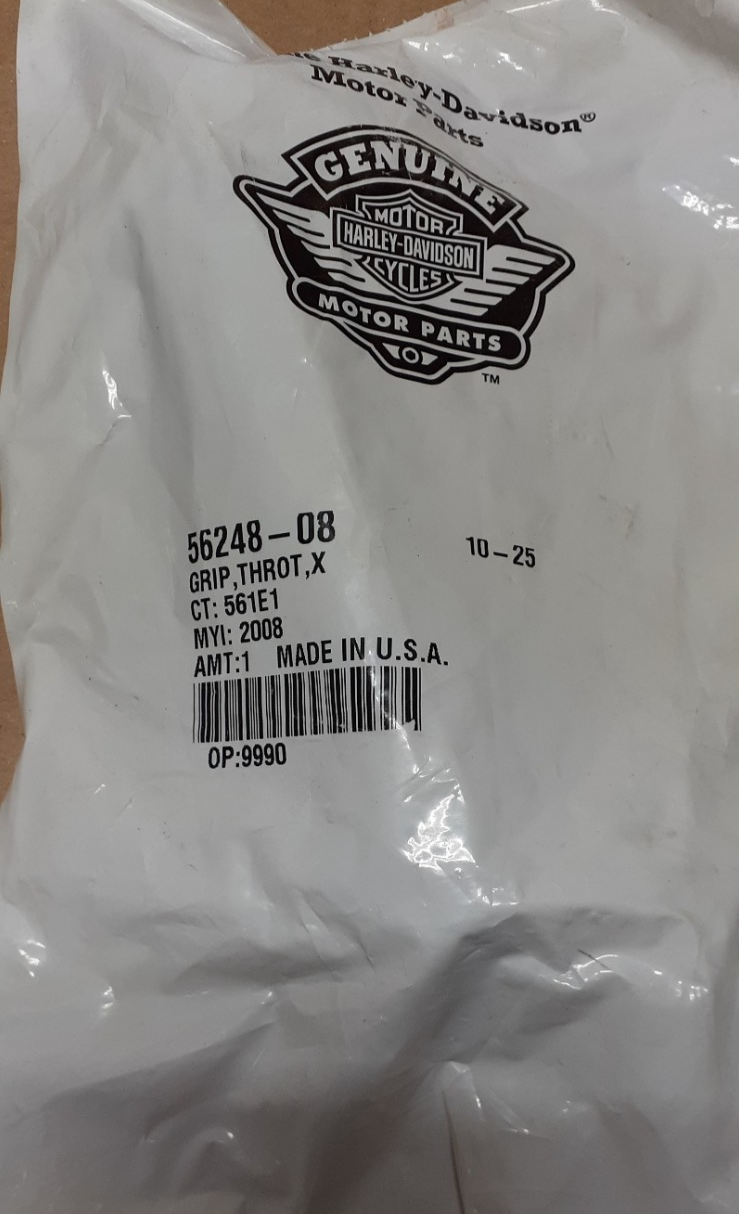 Harley-Davidson®
Motor Parts
GENUINE
MOTOR
HARLEY-DAVIDSON
CYCLES
MOTOR PARTS
TM
56248-08
10-25
GRIP,THROT,X
CT: 561E1
MYI: 2008
AMT:1 MADE IN U.S.A.
OP:9990